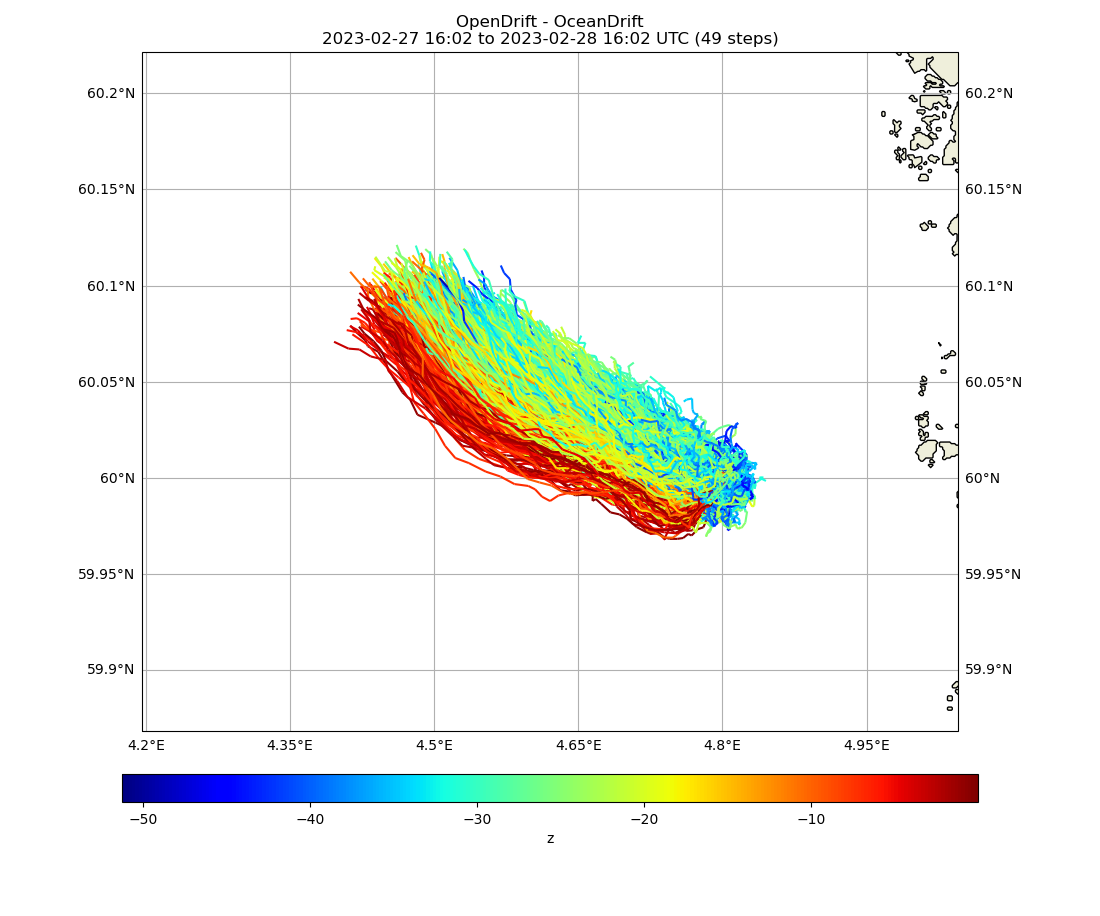 OpenDrift - OceanDrift
2023-02-27 16:02 to 2023-02-28 16:02 UTC (49 steps)
60.2°N 60.2°N
60.15°N 60.15°N
60.1°N 60.1°N
60.05°N 60.05°N
60°N 60°N
59.95°N 59.95°N
59.9°N 59.9°N
4.2°E 4.35°E 4.5°E 4.65°E 4.8°E 4.95°E
−50 −40 −30 −20 −10
z